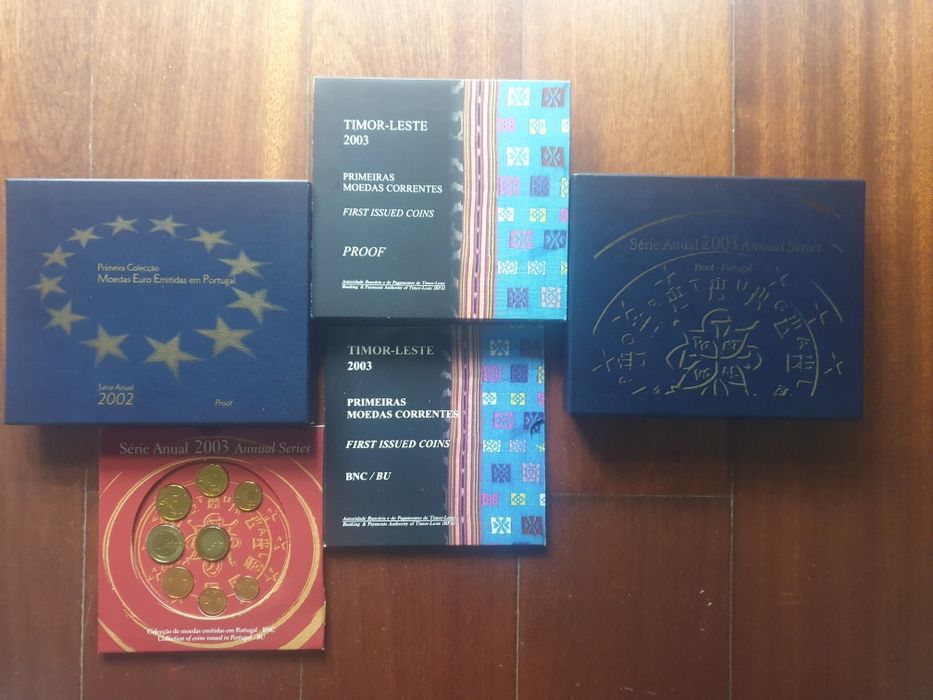 TIMOR-LESTE
2003
PRIMEIRAS
MOEDAS CORRENTES
FIRST ISSUED COINS
PROOF
Autoridade Bancária e de Pagamentos de Timor-Leste
Banking & Payments Authority of Timor-Leste (BPA)
Primeira Colecção
Moedas Euro Emitidas em Portugal
Série Anual
2002
Proof
Série Anual 2003 Annual Series
Proof - Portugal
TIMOR-LESTE
2003
PRIMEIRAS
MOEDAS CORRENTES
FIRST ISSUED COINS
BNC / BU
Autoridade Bancária e de Pagamentos de Timor-Leste
Banking & Payments Authority of Timor-Leste (BPA)
Série Anual 2003 Annual Series
Colecção de moedas emitidas em Portugal - BNC
Collection of coins issued in Portugal - BU